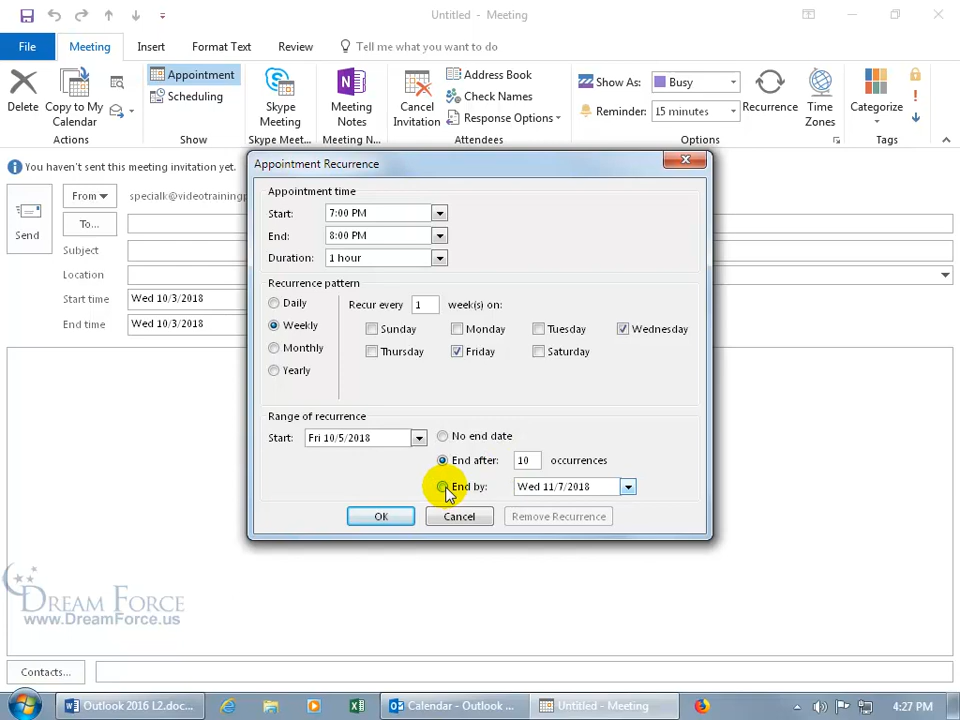 Untitled - Meeting
File Meeting Insert Format Text Review Tell me what you want to do
Delete Copy to My Calendar Appointment Scheduling Skype Meeting Meeting Notes Cancel Invitation Address Book Check Names Response Options Show As: Busy Reminder: 15 minutes Recurrence Time Zones Categorize
Actions Show Skype Meet... Meeting N... Attendees Options Tags
You haven't sent this meeting invitation yet.
Send
From specialk@videotrainingp
To...
Subject
Location
Start time Wed 10/3/2018
End time Wed 10/3/2018
Appointment Recurrence
Appointment time
Start: 7:00 PM
End: 8:00 PM
Duration: 1 hour
Recurrence pattern
Daily Recur every 1 week(s) on:
Weekly Sunday Monday Tuesday Wednesday
Monthly Thursday Friday Saturday
Yearly
Range of recurrence
Start: Fri 10/5/2018 No end date
End after: 10 occurrences
End by: Wed 11/7/2018
OK Cancel Remove Recurrence
DREAM FORCE
www.DreamForce.us
Contacts...
Outlook 2016 L2.doc... Calendar - Outlook ... Untitled - Meeting 4:27 PM